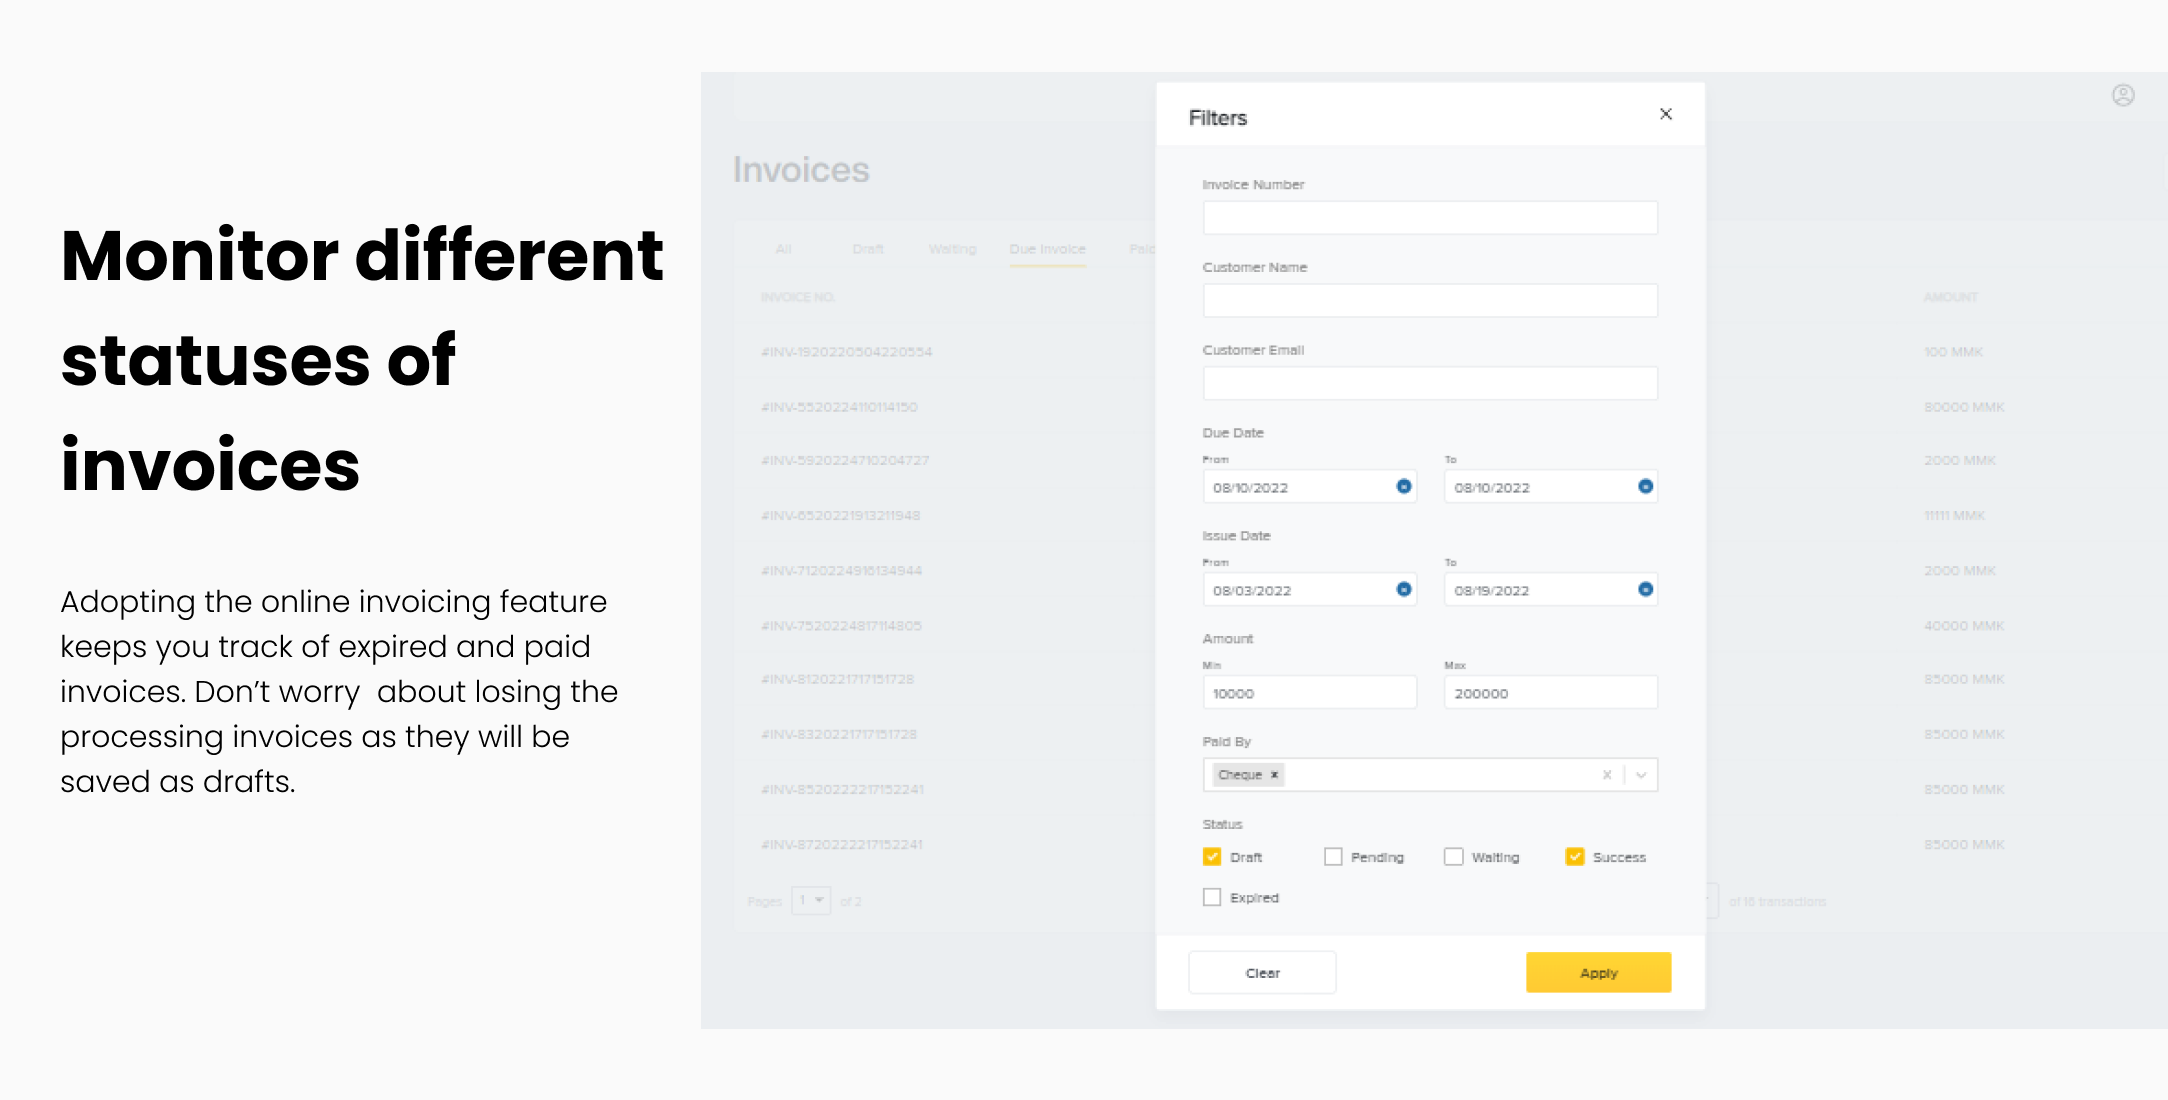 Monitor different
statuses of
invoices
Adopting the online invoicing feature
keeps you track of expired and paid
invoices. Don’t worry  about losing the
processing invoices as they will be
saved as drafts.
Invoices
All Draft Waiting Due Invoice Paid
INVOICE NO. AMOUNT
#INV-1920220504220554 100 MMK
#INV-5520224110114150 80000 MMK
#INV-5920224710204727 2000 MMK
#INV-6520221913211948 11111 MMK
#INV-7120224916134944 2000 MMK
#INV-7520224817114805 40000 MMK
#INV-8120221717151728 85000 MMK
#INV-8320221717151728 85000 MMK
#INV-8520222217152241 85000 MMK
#INV-8720222217152241 85000 MMK
Pages 1 of 2 of 16 transactions
Filters
Invoice Number
Customer Name
Customer Email
Due Date
From To
08/10/2022 08/10/2022
Issue Date
From To
08/03/2022 08/19/2022
Amount
Min Max
10000 200000
Paid By
Cheque
Status
Draft Pending Waiting Success
Expired
Clear Apply